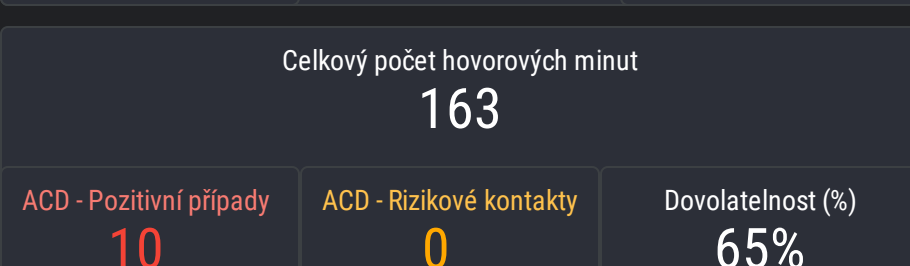 Celkový počet hovorových minut
163
ACD - Pozitivní případy
ACD - Rizikové kontakty
Dovolatelnost (%)
10
0
65%